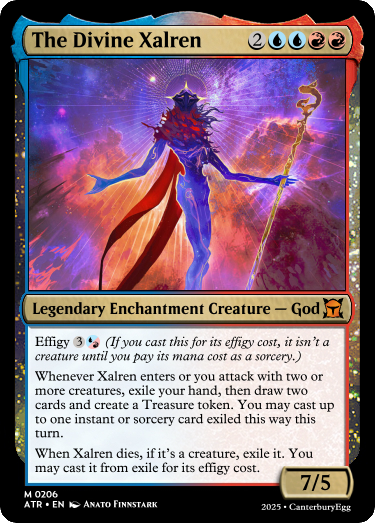 The Divine Xalren 2
Legendary Enchantment Creature — God
Effigy 3 (If you cast this for its effigy cost, it isn't a
creature until you pay its mana cost as a sorcery.)
Whenever Xalren enters or you attack with two or
more creatures, exile your hand, then draw two
cards and create a Treasure token. You may cast up
to one instant or sorcery card exiled this way this
turn.
When Xalren dies, if it's a creature, exile it. You
may cast it from exile for its effigy cost.
7/5
M 0206
ATR • EN Anato Finnstark
2025 • CanterburyEgg